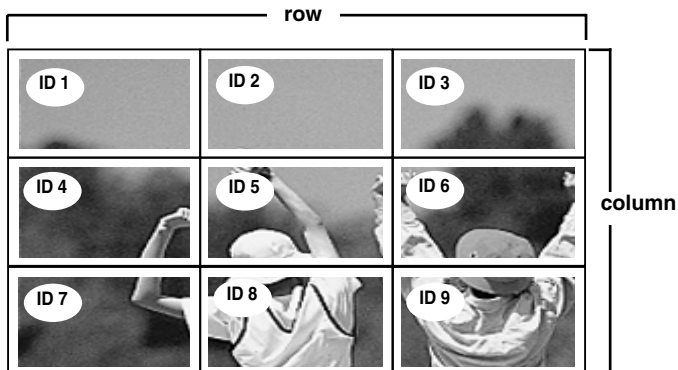 row
ID 1 ID 2 ID 3
ID 4 ID 5 ID 6
column
ID 7 ID 8 ID 9